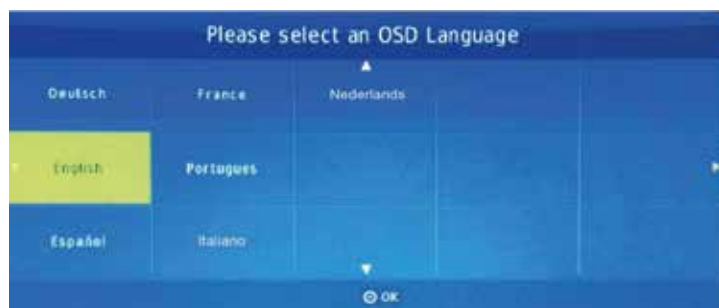 Please select an OSD Language
Deutsch France Nederlands
English Portugues
Español Italiano
OK